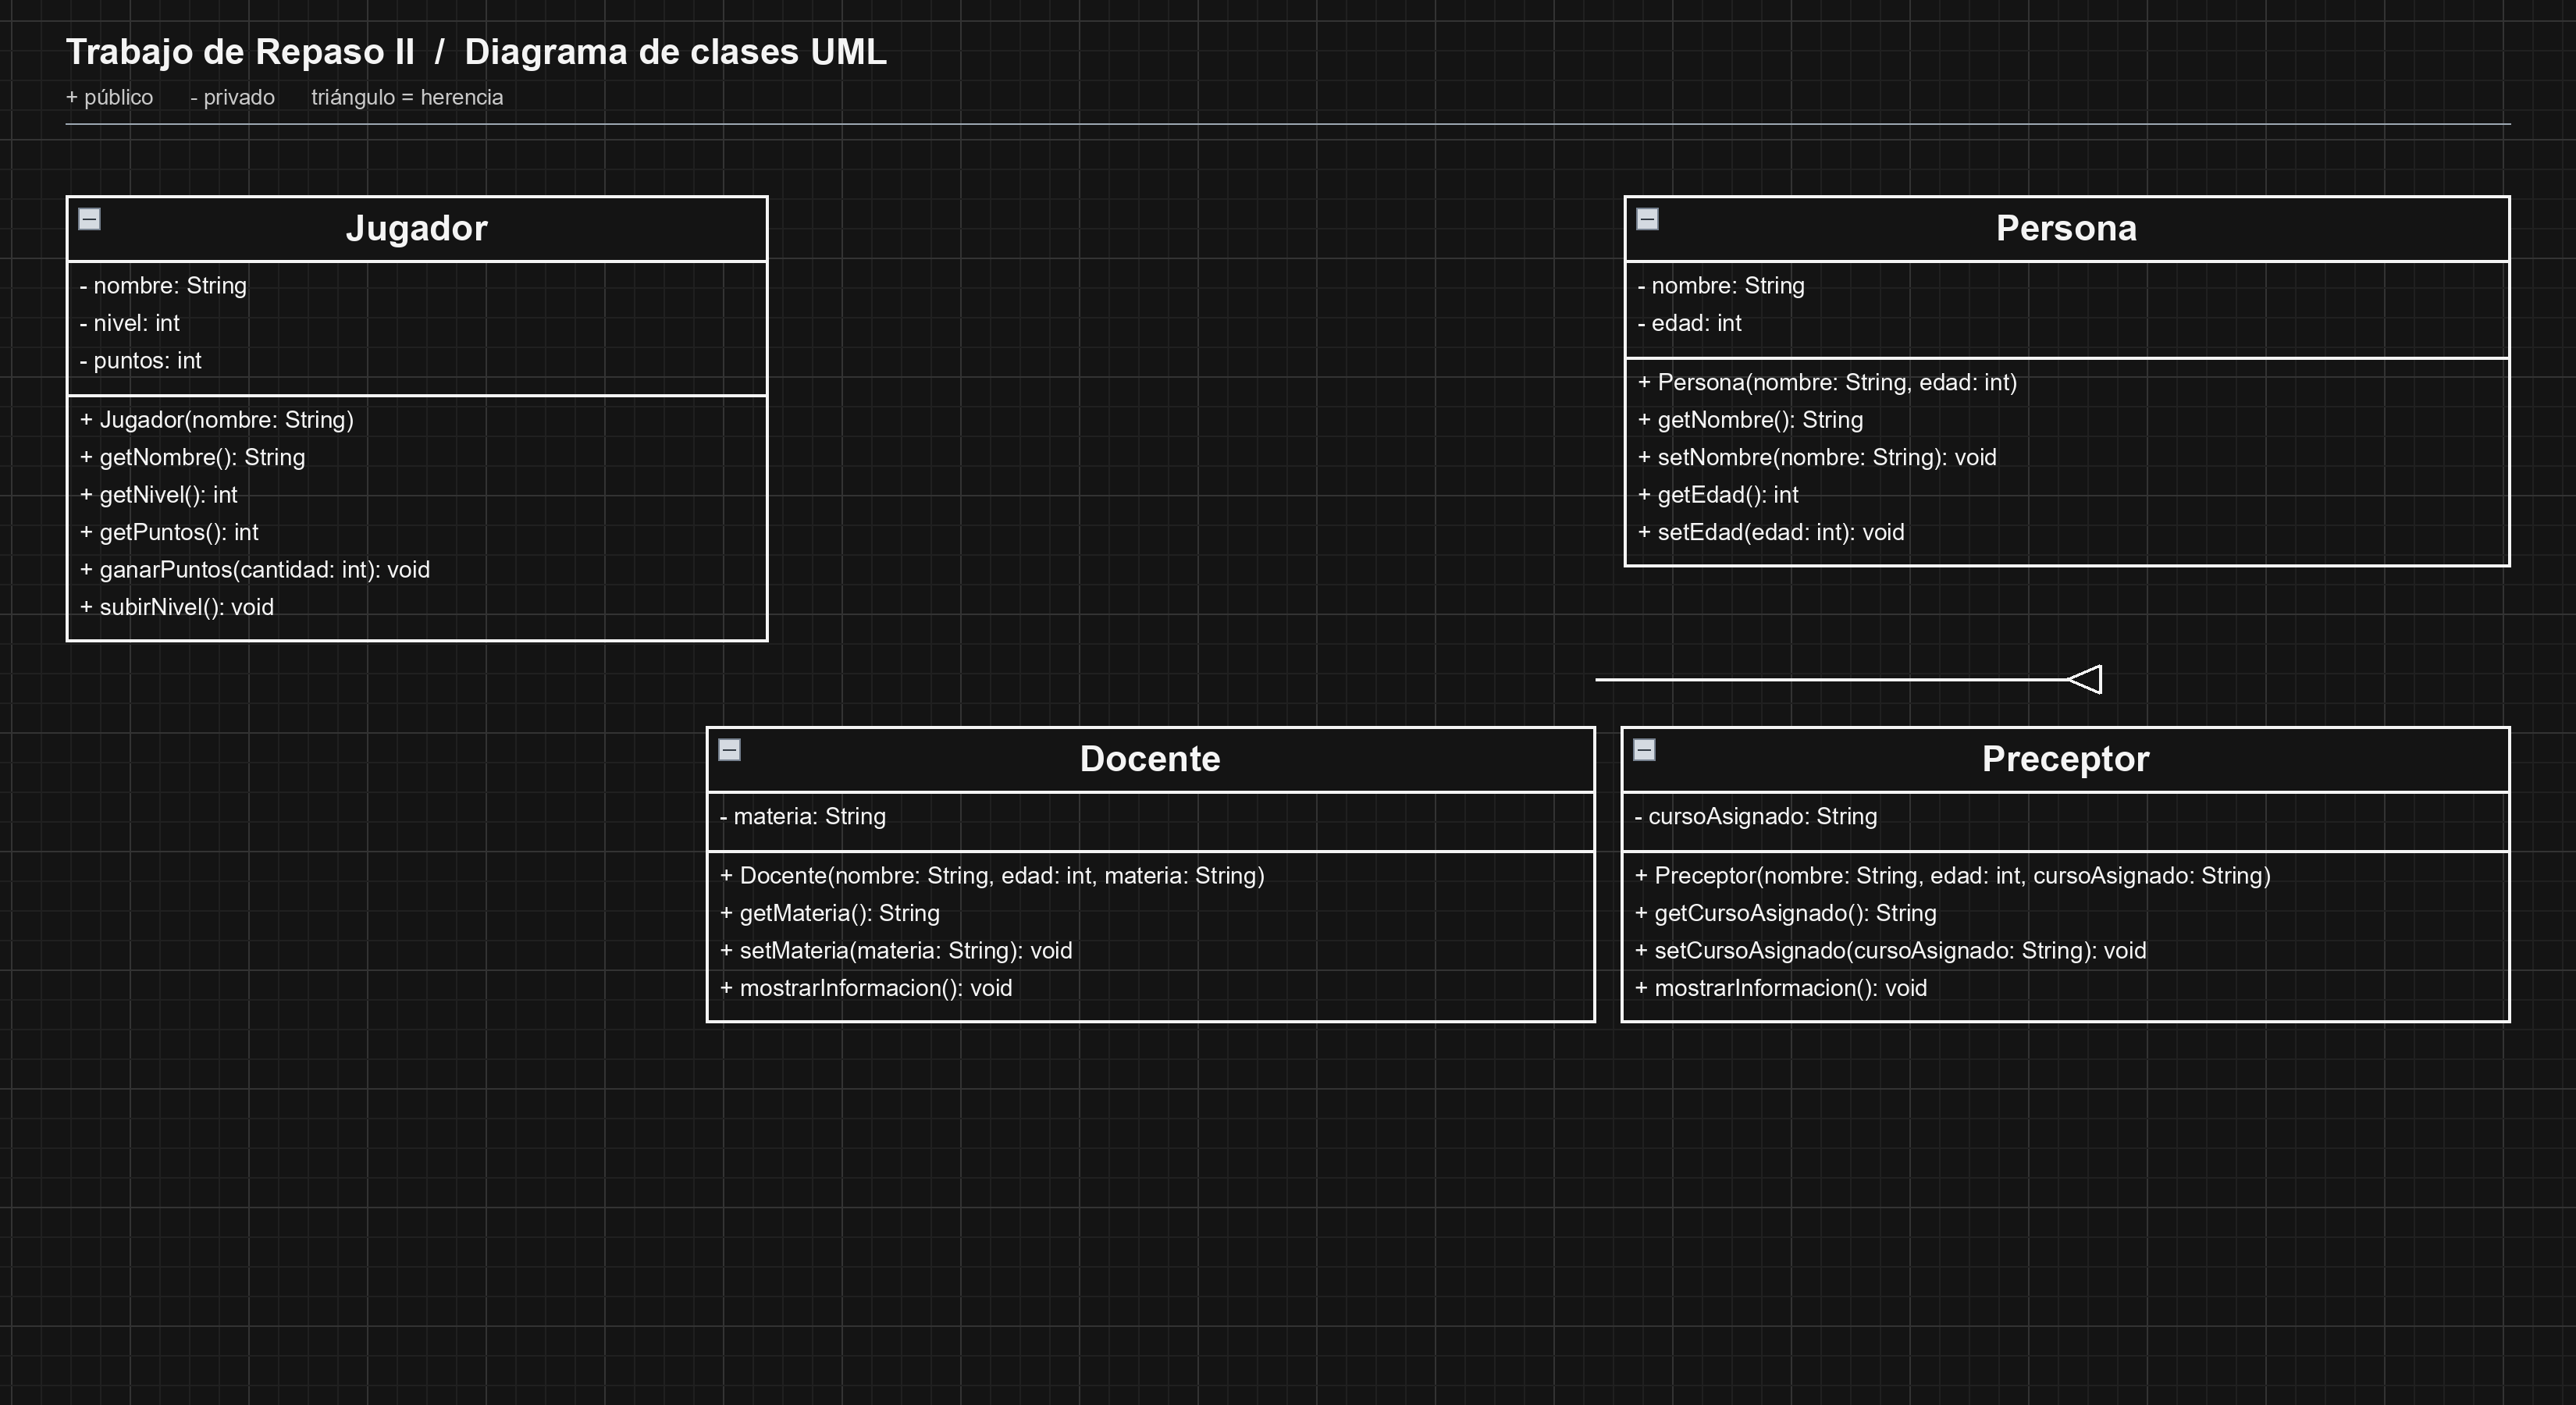 Trabajo de Repaso II / Diagrama de clases UML
+ público - privado triángulo = herencia
Jugador
- nombre: String
- nivel: int
- puntos: int
+ Jugador(nombre: String)
+ getNombre(): String
+ getNivel(): int
+ getPuntos(): int
+ ganarPuntos(cantidad: int): void
+ subirNivel(): void
Persona
- nombre: String
- edad: int
+ Persona(nombre: String, edad: int)
+ getNombre(): String
+ setNombre(nombre: String): void
+ getEdad(): int
+ setEdad(edad: int): void
Docente
- materia: String
+ Docente(nombre: String, edad: int, materia: String)
+ getMateria(): String
+ setMateria(materia: String): void
+ mostrarInformacion(): void
Preceptor
- cursoAsignado: String
+ Preceptor(nombre: String, edad: int, cursoAsignado: String)
+ getCursoAsignado(): String
+ setCursoAsignado(cursoAsignado: String): void
+ mostrarInformacion(): void